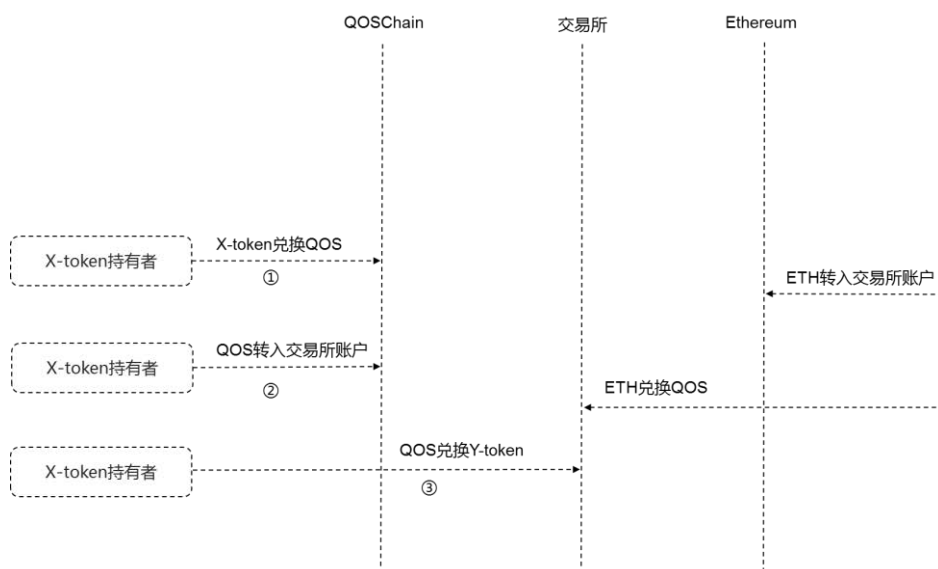 QOSChain
交易所
Ethereum
X-token持有者
X-token兑换QOS
①
ETH转入交易所账户
X-token持有者
QOS转入交易所账户
②
ETH兑换QOS
X-token持有者
QOS兑换Y-token
③